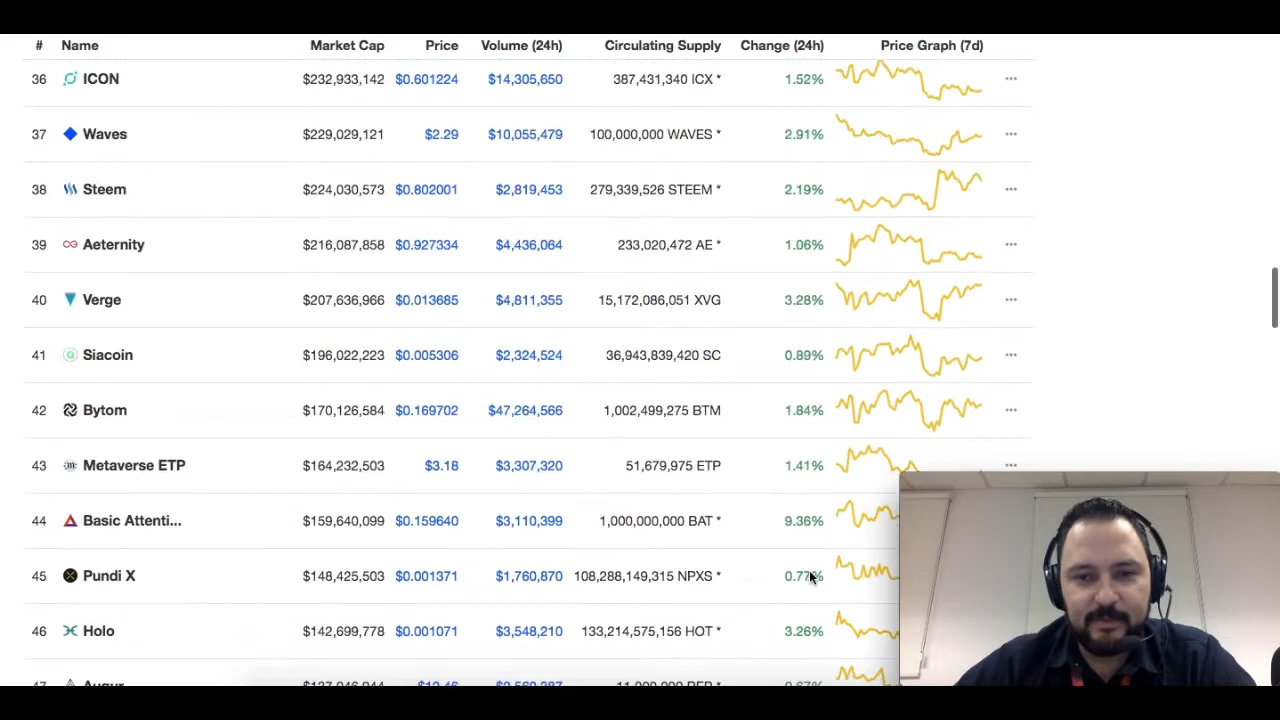 # Name Market Cap Price Volume (24h) Circulating Supply Change (24h) Price Graph (7d)
36 ICON $232,933,142 $0.601224 $14,305,650 387,431,340 ICX * 1.52%
37 Waves $229,029,121 $2.29 $10,055,479 100,000,000 WAVES * 2.91%
38 Steem $224,030,573 $0.802001 $2,819,453 279,339,526 STEEM * 2.19%
39 Aeternity $216,087,858 $0.927334 $4,436,064 233,020,472 AE * 1.06%
40 Verge $207,636,966 $0.013685 $4,811,355 15,172,086,051 XVG 3.28%
41 Siacoin $196,022,223 $0.005306 $2,324,524 36,943,839,420 SC 0.89%
42 Bytom $170,126,584 $0.169702 $47,264,566 1,002,499,275 BTM * 1.84%
43 Metaverse ETP $164,232,503 $3.18 $3,307,320 51,679,975 ETP 1.41%
44 Basic Attenti... $159,640,099 $0.159640 $3,110,399 1,000,000,000 BAT * 9.36%
45 Pundi X $148,425,503 $0.001371 $1,760,870 108,288,149,315 NPXS * 0.77%
46 Holo $142,699,778 $0.001071 $3,548,210 133,214,575,156 HOT * 3.26%
47 Augur